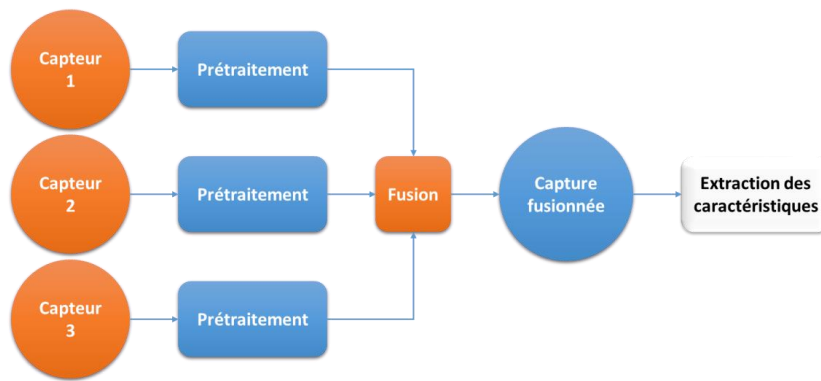 Capteur
1
Prétraitement
Capteur
2
Prétraitement
Fusion
Capture
fusionnée
Extraction des
caractéristiques
Capteur
3
Prétraitement